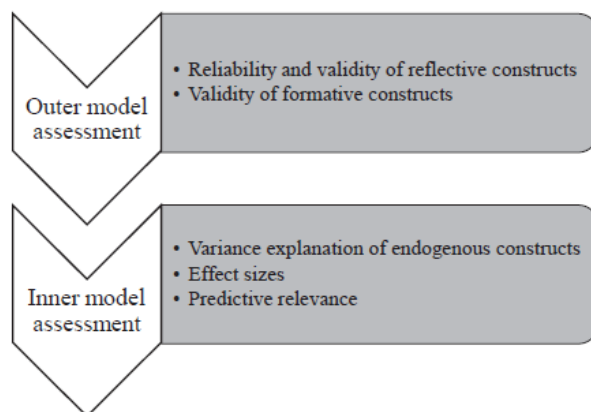 Outer model
assessment
• Reliability and validity of reflective constructs
• Validity of formative constructs
Inner model
assessment
• Variance explanation of endogenous constructs
• Effect sizes
• Predictive relevance